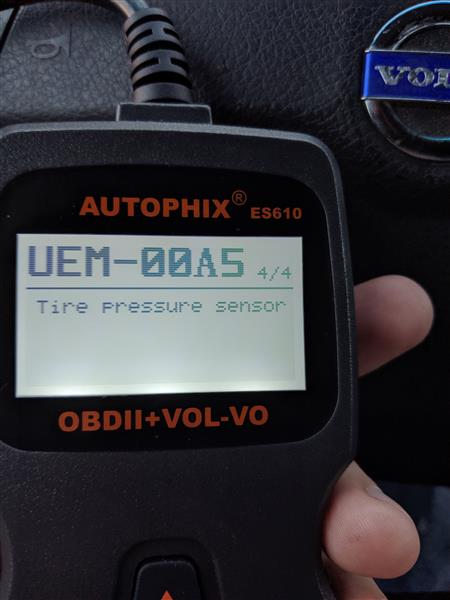 VOL
AUTOPHIX® ES610
UEM-00A5 4/4
Tire pressure sensor
OBDII+VOL-VO